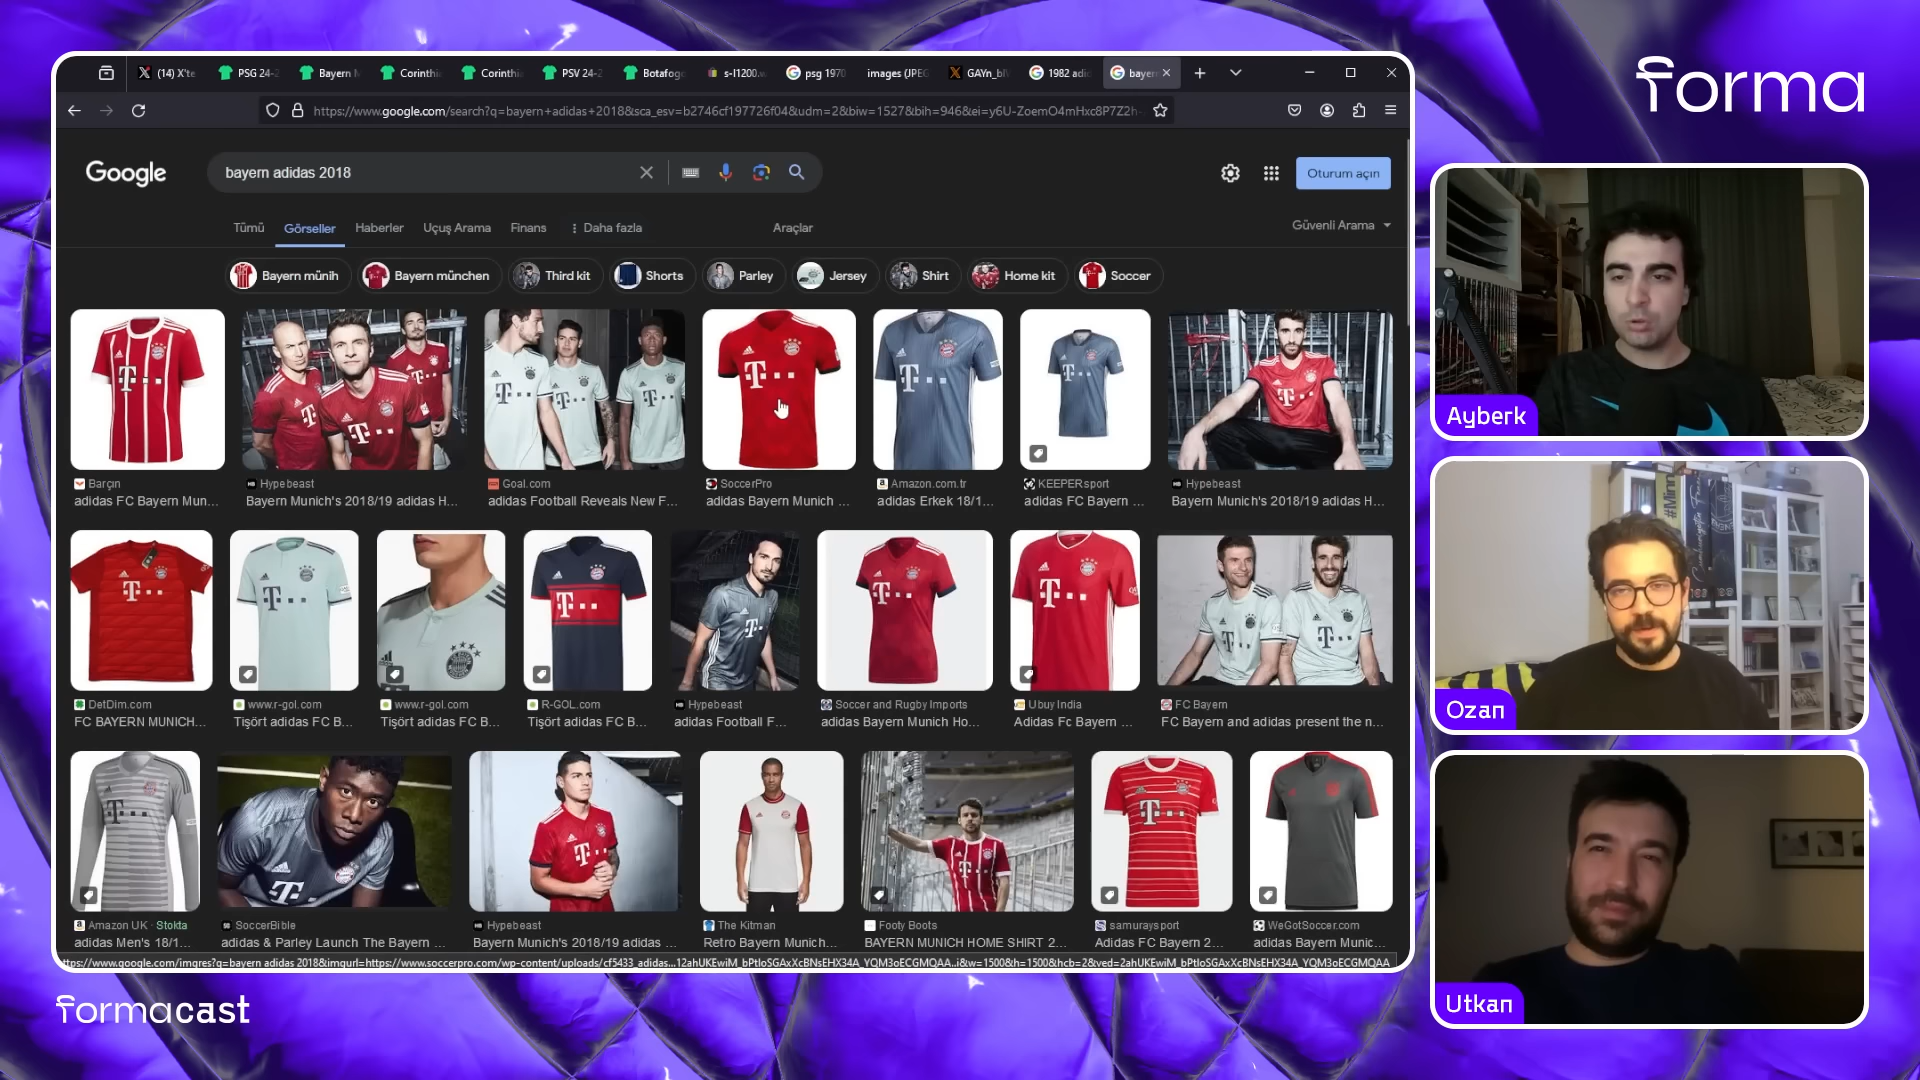 forma
(14) X'te
PSG 24-2
Bayern M
Corinthi
Corinthi
PSV 24-2
Botafogo
s-l1200.w
psg 1970
images (JPEG
GAYn_bIW
1982 adi
bayern
https://www.google.com/search?q=bayern+adidas+2018&sca_esv=b2746cf197726f04&udm=2&biw=1527&bih=946&ei=y6U-ZoemO4mHxc8P7Z2h-
Google
bayern adidas 2018
Oturum açın
Tümü
Görseller
Haberler
Uçuş Arama
Finans
Daha fazla
Araçlar
Güvenli Arama
Bayern münih
Bayern münchen
Third kit
Shorts
Parley
Jersey
Shirt
Home kit
Soccer
Barçın
adidas FC Bayern Mun...
Hypebeast
Bayern Munich's 2018/19 adidas H...
Goal.com
adidas Football Reveals New F...
SoccerPro
adidas Bayern Munich ...
Amazon.com.tr
adidas Erkek 18/1...
KEEPERsport
adidas FC Bayern ...
Hypebeast
Bayern Munich's 2018/19 adidas H...
DetDim.com
FC BAYERN MUNICH...
www.r-gol.com
Tişört adidas FC B...
www.r-gol.com
Tişört adidas FC B...
R-GOL.com
Tişört adidas FC B...
Hypebeast
adidas Football F...
Soccer and Rugby Imports
adidas Bayern Munich Ho...
Ubuy India
Adidas Fc Bayern ...
FC Bayern
FC Bayern and adidas present the n...
Amazon UK · Stokta
adidas Men's 18/1...
SoccerBible
adidas & Parley Launch The Bayern ...
Hypebeast
Bayern Munich's 2018/19 adidas ...
The Kitman
Retro Bayern Munich...
Footy Boots
BAYERN MUNICH HOME SHIRT 2...
samuraysport
Adidas FC Bayern 2...
WeGotSoccer.com
adidas Bayern Munic...
Ayberk
Ozan
Utkan
formacast